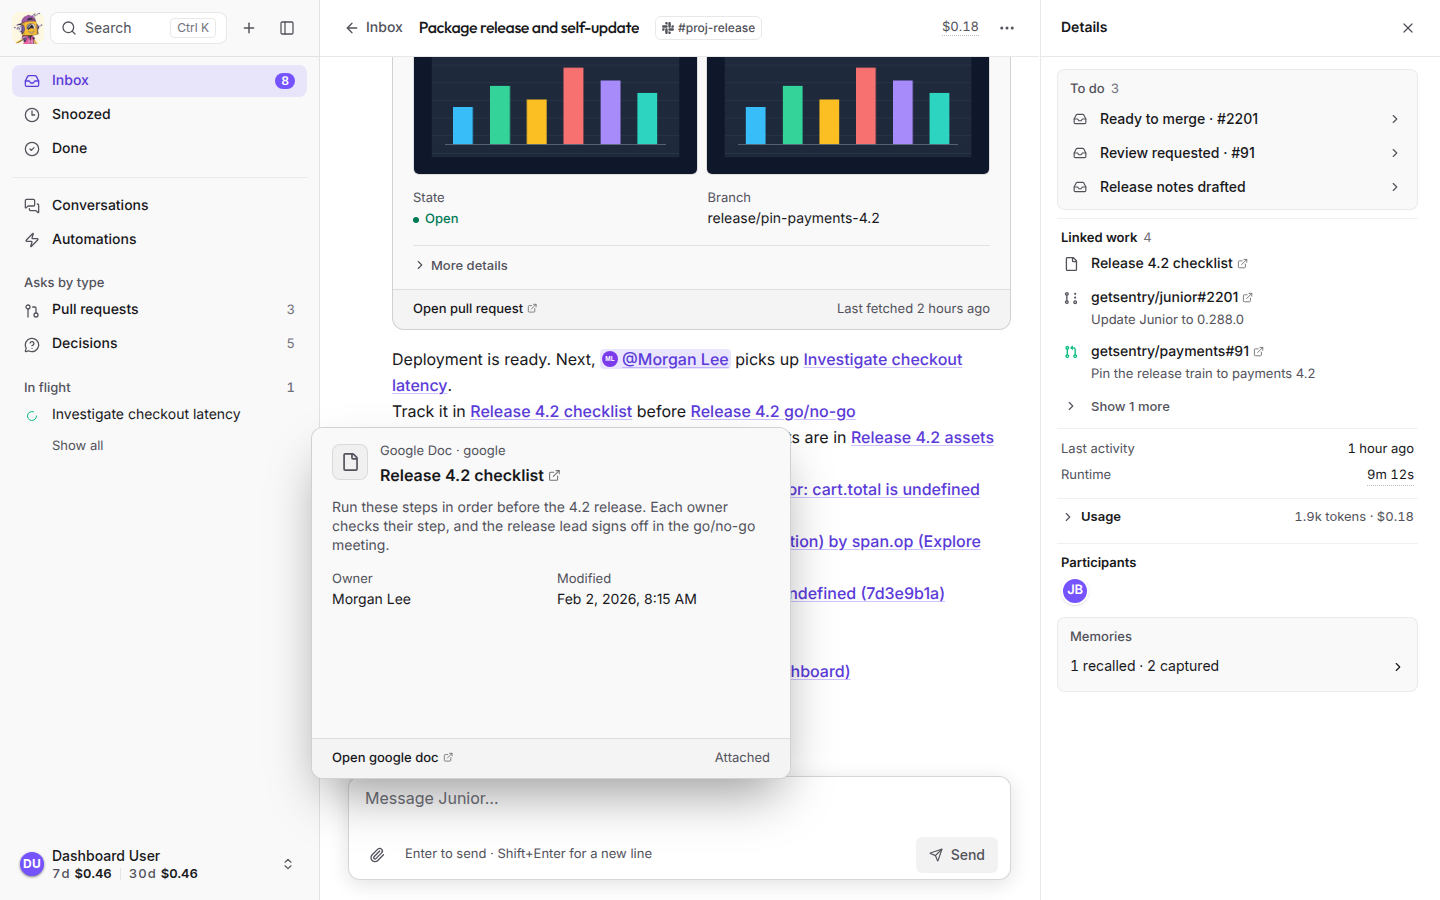 Search
Ctrl K
Inbox
8
Snoozed
Done
Conversations
Automations
Asks by type
Pull requests
3
Decisions
5
In flight
1
Investigate checkout latency
Show all
DU
Dashboard User
7d $0.46
30d $0.46
Inbox
Package release and self-update
#proj-release
$0.18
State
Open
Branch
release/pin-payments-4.2
More details
Open pull request
Last fetched 2 hours ago
Deployment is ready. Next, ML @Morgan Lee picks up Investigate checkout
latency.
Track it in Release 4.2 checklist before Release 4.2 go/no-go
are in Release 4.2 assets
cart.total is undefined
by span.op (Explore
(7d3e9b1a)
Google Doc · google
Release 4.2 checklist
Run these steps in order before the 4.2 release. Each owner
checks their step, and the release lead signs off in the go/no-go
meeting.
Owner
Morgan Lee
Modified
Feb 2, 2026, 8:15 AM
Open google doc
Attached
Message Junior...
Enter to send · Shift+Enter for a new line
Send
Details
To do 3
Ready to merge · #2201
Review requested · #91
Release notes drafted
Linked work 4
Release 4.2 checklist
getsentry/junior#2201
Update Junior to 0.288.0
getsentry/payments#91
Pin the release train to payments 4.2
Show 1 more
Last activity
1 hour ago
Runtime
9m 12s
Usage
1.9k tokens · $0.18
Participants
JB
Memories
1 recalled · 2 captured